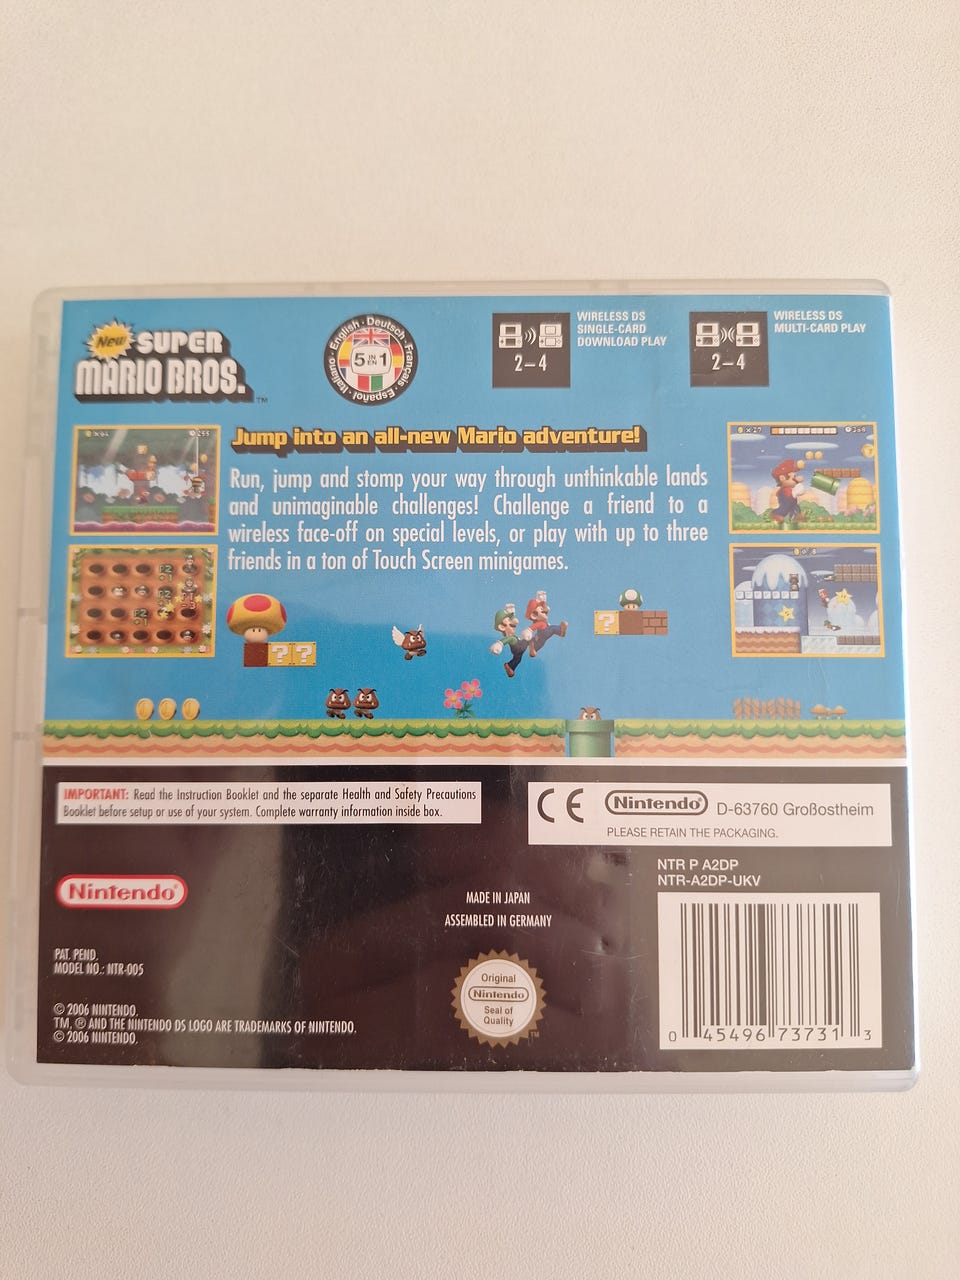 New SUPER
MARIO BROS.™
English · Deutsch · Français · Español · Italiano ·
5 IN EN 1
WIRELESS DS
SINGLE-CARD
DOWNLOAD PLAY
2–4
WIRELESS DS
MULTI-CARD PLAY
2–4
Jump into an all-new Mario adventure!
Run, jump and stomp your way through unthinkable lands
and unimaginable challenges! Challenge a friend to a
wireless face-off on special levels, or play with up to three
friends in a ton of Touch Screen minigames.
IMPORTANT: Read the Instruction Booklet and the separate Health and Safety Precautions
Booklet before setup or use of your system. Complete warranty information inside box.
CE Nintendo® D-63760 Großostheim
PLEASE RETAIN THE PACKAGING.
NTR P A2DP
NTR-A2DP-UKV
Nintendo®
MADE IN JAPAN
ASSEMBLED IN GERMANY
PAT. PEND.
MODEL NO.: NTR-005
Original
Nintendo
Seal of
Quality
™
© 2006 NINTENDO.
TM, ® AND THE NINTENDO DS LOGO ARE TRADEMARKS OF NINTENDO.
© 2006 NINTENDO.
0 45496 73731 3